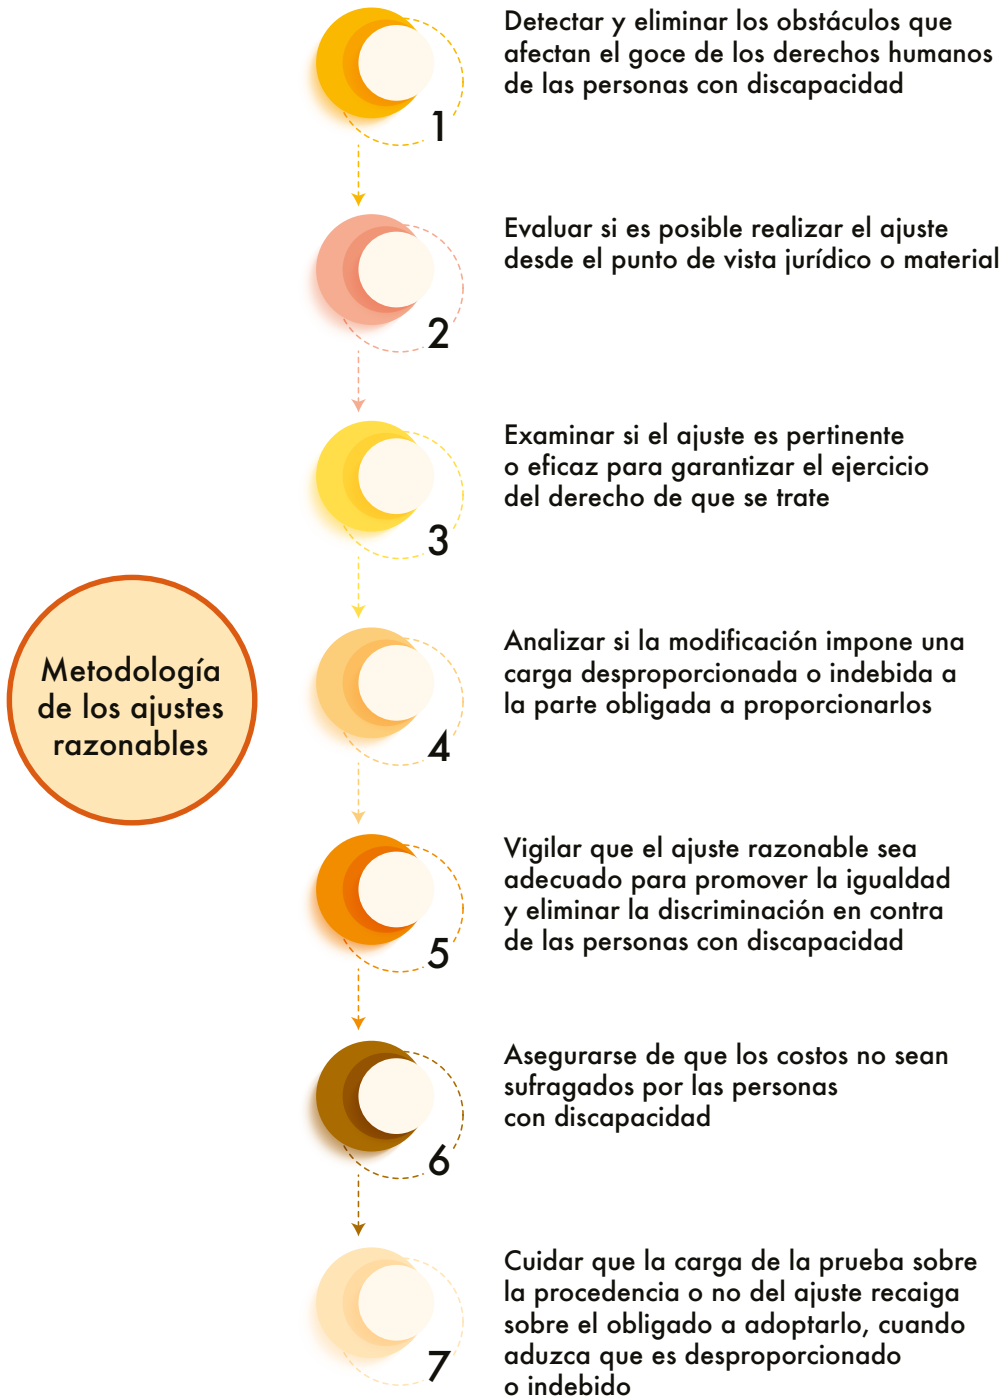 Detectar y eliminar los obstáculos que
afectan el goce de los derechos humanos
de las personas con discapacidad
1
Evaluar si es posible realizar el ajuste
desde el punto de vista jurídico o material
2
Examinar si el ajuste es pertinente
o eficaz para garantizar el ejercicio
del derecho de que se trate
3
Metodología
de los ajustes
razonables
Analizar si la modificación impone una
carga desproporcionada o indebida a
la parte obligada a proporcionarlos
4
Vigilar que el ajuste razonable sea
adecuado para promover la igualdad
y eliminar la discriminación en contra
de las personas con discapacidad
5
Asegurarse de que los costos no sean
sufragados por las personas
con discapacidad
6
Cuidar que la carga de la prueba sobre
la procedencia o no del ajuste recaiga
sobre el obligado a adoptarlo, cuando
aduzca que es desproporcionado
o indebido
7